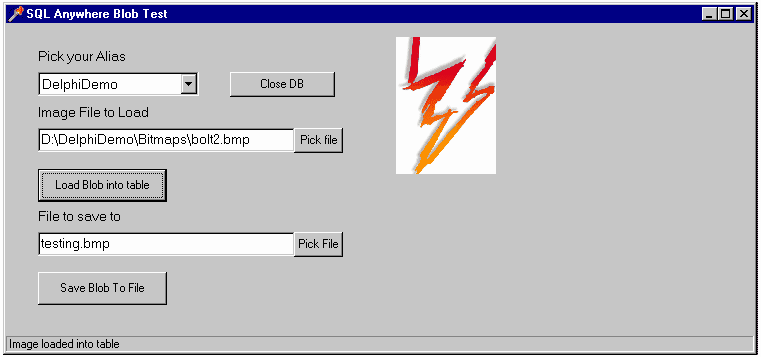 SQL Anywhere Blob Test
Pick your Alias
DelphiDemo
Close DB
Image File to Load
D:\DelphiDemo\Bitmaps\bolt2.bmp
Pick file
Load Blob into table
File to save to
testing.bmp
Pick File
Save Blob To File
Image loaded into table